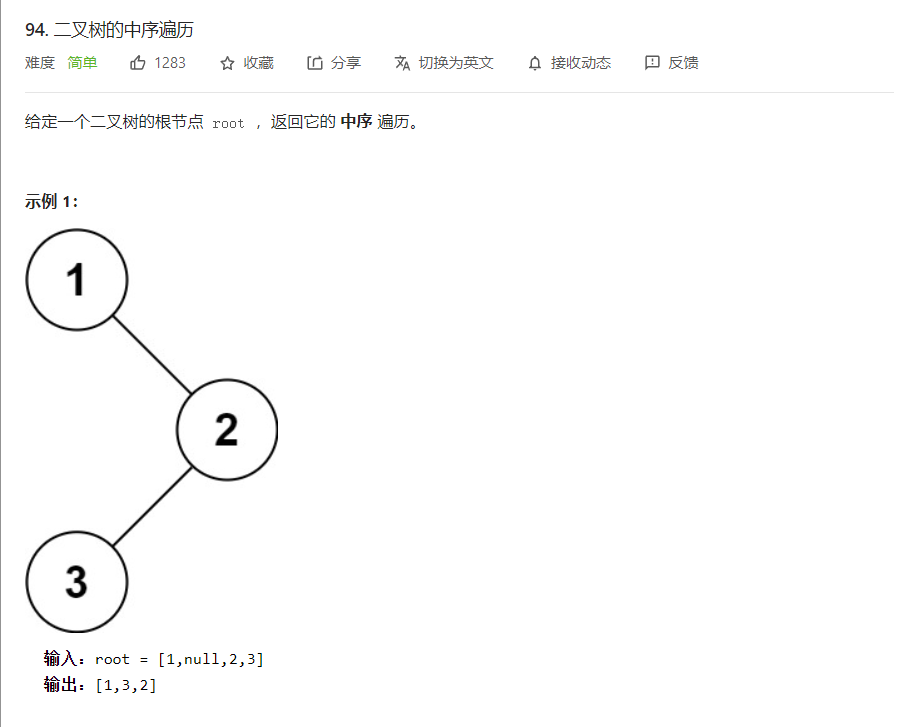 94. 二叉树的中序遍历
难度 简单 1283 收藏 分享 切换为英文 接收动态 反馈
给定一个二叉树的根节点 root ，返回它的 中序 遍历。
示例 1：
1
2
3
输入：root = [1,null,2,3]
输出：[1,3,2]